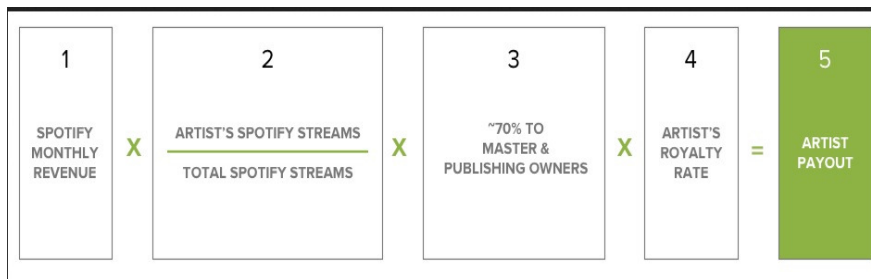 1
SPOTIFY
MONTHLY
REVENUE
X
2
ARTIST'S SPOTIFY STREAMS
TOTAL SPOTIFY STREAMS
X
3
~70% TO
MASTER &
PUBLISHING OWNERS
X
4
ARTIST'S
ROYALTY
RATE
=
5
ARTIST
PAYOUT